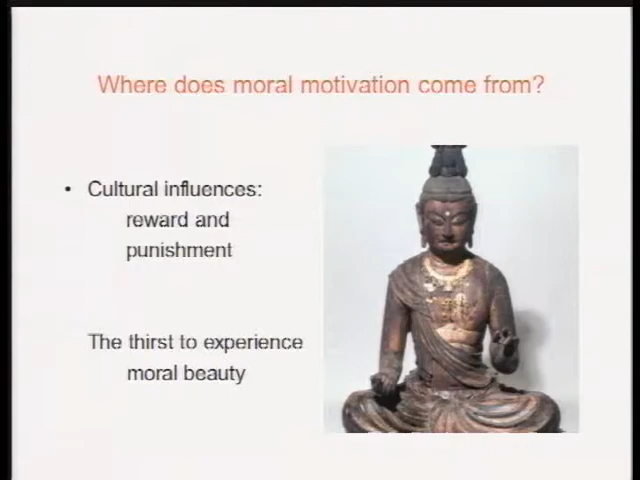 Where does moral motivation come from?
• Cultural influences:
reward and
punishment
The thirst to experience
moral beauty